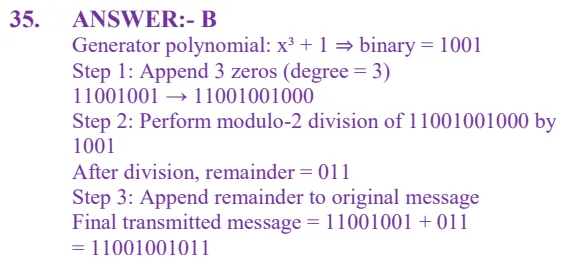 35. ANSWER:- B
Generator polynomial: x³ + 1 ⇒ binary = 1001
Step 1: Append 3 zeros (degree = 3)
11001001 → 11001001000
Step 2: Perform modulo-2 division of 11001001000 by
1001
After division, remainder = 011
Step 3: Append remainder to original message
Final transmitted message = 11001001 + 011
= 11001001011